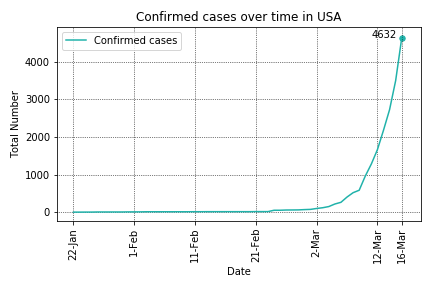 Confirmed cases over time in USA
Confirmed cases
4632
Total Number
4000
3000
2000
1000
0
22-Jan
1-Feb
11-Feb
21-Feb
2-Mar
12-Mar
16-Mar
Date